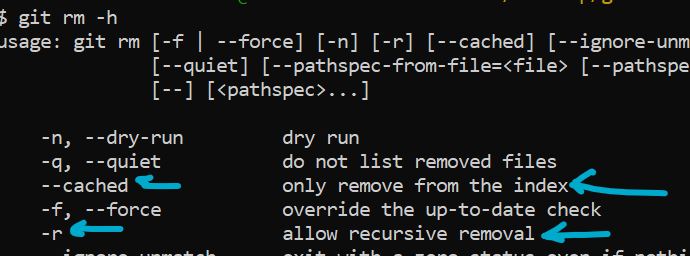 $ git rm -h
usage: git rm [-f | --force] [-n] [-r] [--cached] [--ignore-unm
[--quiet] [--pathspec-from-file=<file> [--pathspe
[--] [<pathspec>...]
-n, --dry-run dry run
-q, --quiet do not list removed files
--cached only remove from the index
-f, --force override the up-to-date check
-r allow recursive removal
--ignore-unmatch exit with a zero status even if nothi